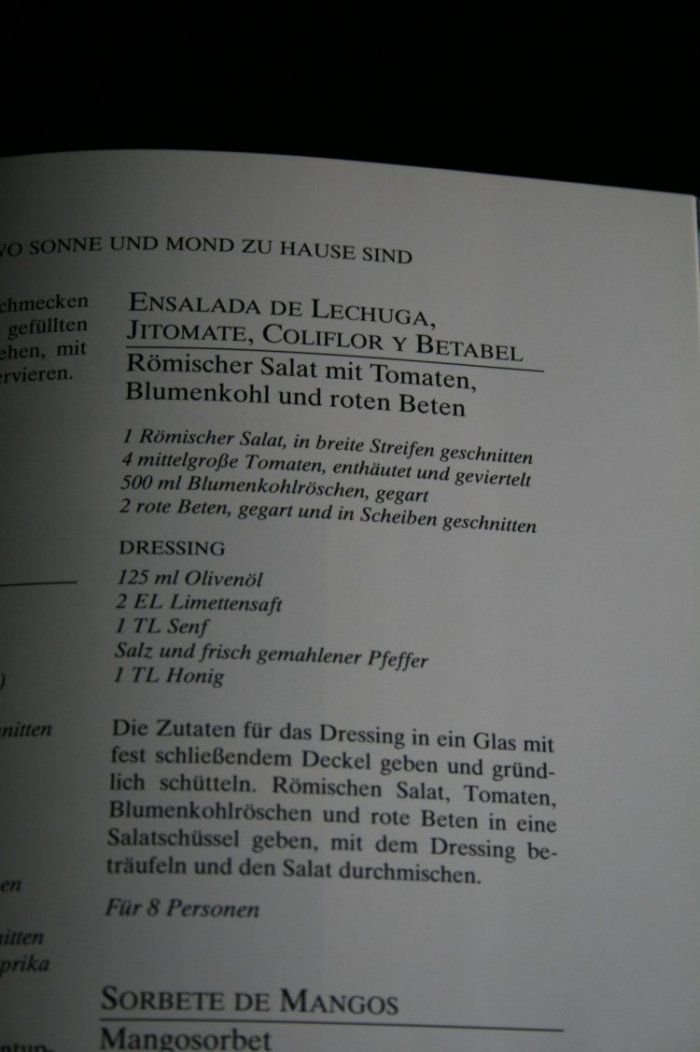 WO SONNE UND MOND ZU HAUSE SIND
schmecken
gefüllten
mit
servieren.
ENSALADA DE LECHUGA,
JITOMATE, COLIFLOR Y BETABEL
Römischer Salat mit Tomaten,
Blumenkohl und roten Beten
1 Römischer Salat, in breite Streifen geschnitten
4 mittelgroße Tomaten, enthäutet und geviertelt
500 ml Blumenkohlröschen, gegart
2 rote Beten, gegart und in Scheiben geschnitten
DRESSING
125 ml Olivenöl
2 EL Limettensaft
1 TL Senf
Salz und frisch gemahlener Pfeffer
1 TL Honig
Die Zutaten für das Dressing in ein Glas mit
fest schließendem Deckel geben und gründ-
lich schütteln. Römischen Salat, Tomaten,
Blumenkohlröschen und rote Beten in eine
Salatschüssel geben, mit dem Dressing be-
träufeln und den Salat durchmischen.
Für 8 Personen
SORBETE DE MANGOS
Mangosorbet